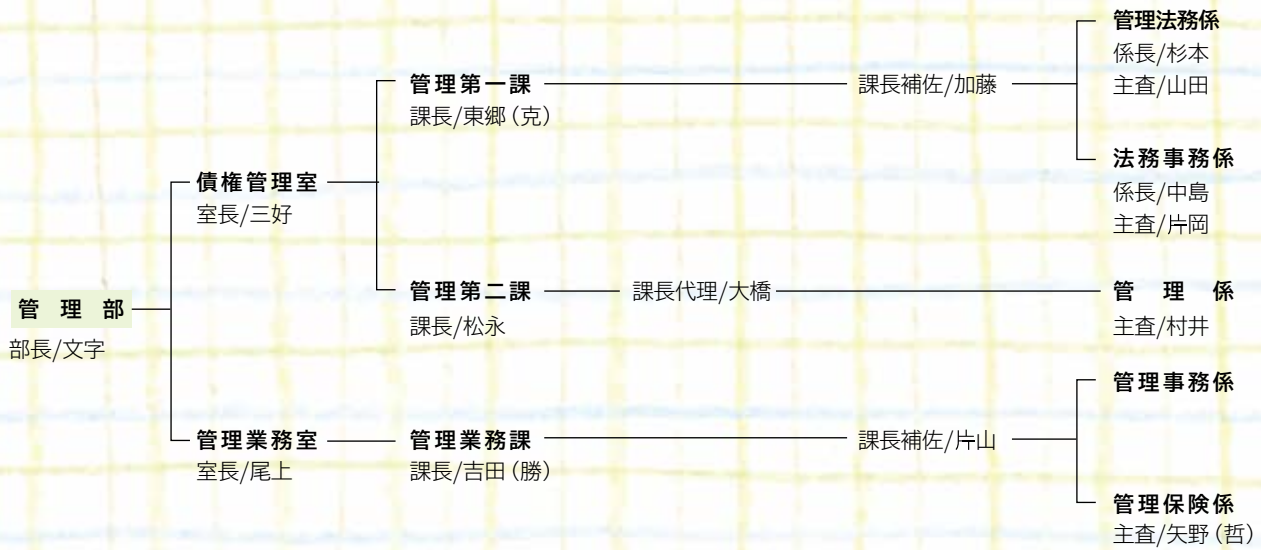 管理部
部長/文字
債権管理室
室長/三好
管理第一課
課長/東郷（克）
課長補佐/加藤
管理法務係
係長/杉本
主査/山田
法務事務係
係長/中島
主査/片岡
管理第二課
課長/松永
課長代理/大橋
管理係
主査/村井
管理業務室
室長/尾上
管理業務課
課長/吉田（勝）
課長補佐/片山
管理事務係
管理保険係
主査/矢野（哲）